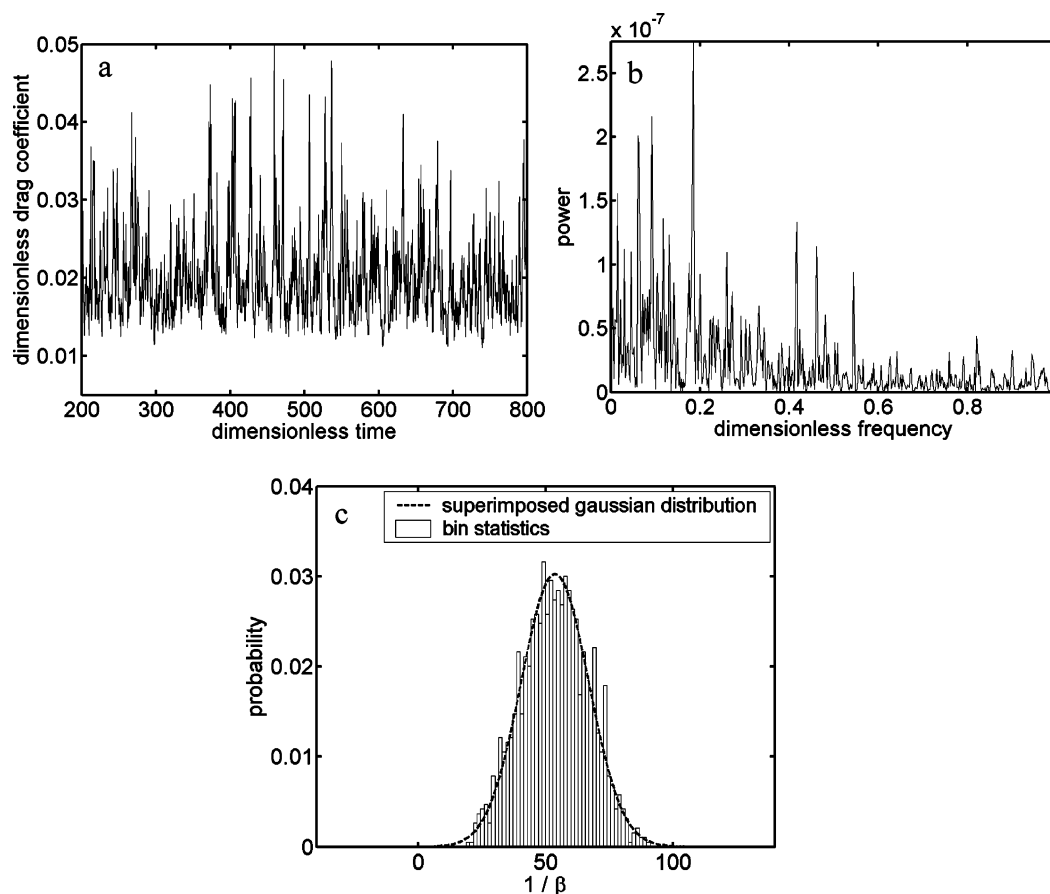 a
dimensionless drag coefficient
0.05
0.04
0.03
0.02
0.01
200 300 400 500 600 700 800
dimensionless time
x 10-7
b
power
2.5
2
1.5
1
0.5
0
0 0.2 0.4 0.6 0.8
dimensionless frequency
c
superimposed gaussian distribution
bin statistics
probability
0.04
0.03
0.02
0.01
0
0 50 100
1 / β